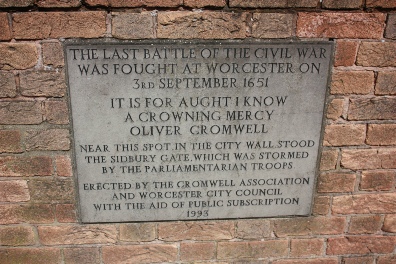 THE LAST BATTLE OF THE CIVIL WAR
WAS FOUGHT AT WORCESTER ON
3RD SEPTEMBER 1651
IT IS FOR AUGHT I KNOW
A CROWNING MERCY
OLIVER CROMWELL
NEAR THIS SPOT IN THE CITY WALL STOOD
THE SIDBURY GATE, WHICH WAS STORMED
BY THE PARLIAMENTARIAN TROOPS
ERECTED BY THE CROMWELL ASSOCIATION
AND WORCESTER CITY COUNCIL
WITH THE AID OF PUBLIC SUBSCRIPTION
1993